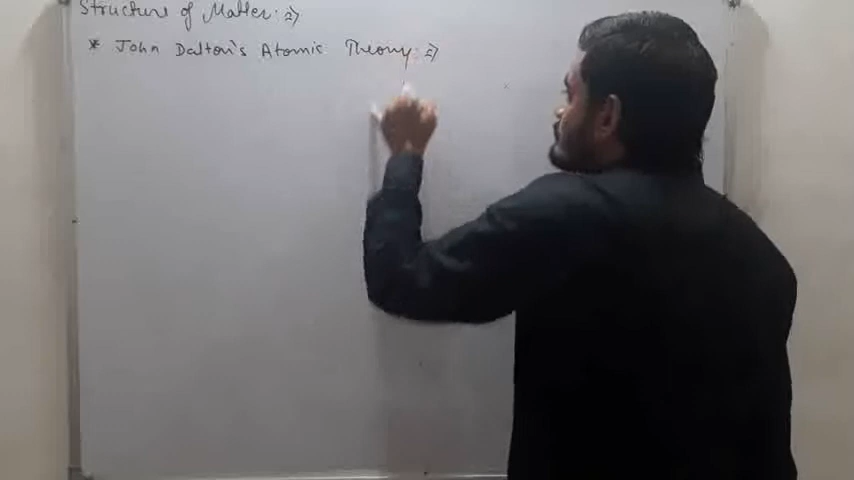 Structure of Matter :⇒
* John Dalton's Atomic Theory :⇒